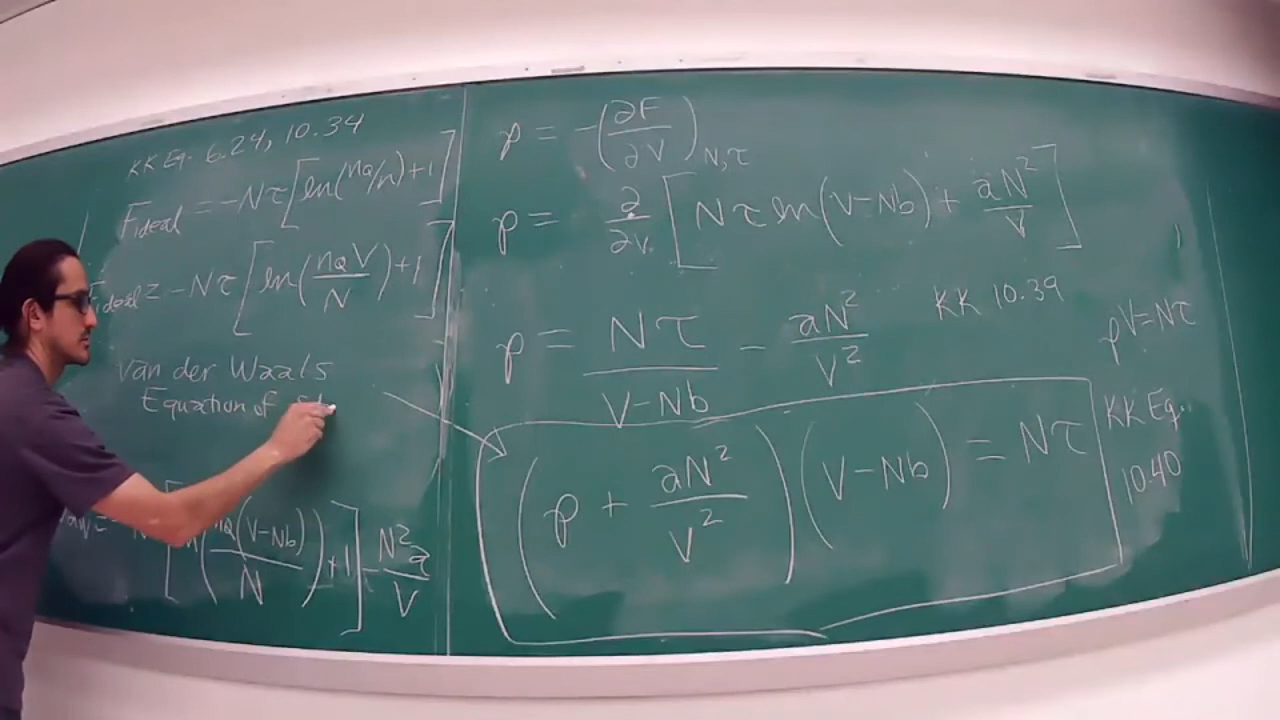 KK Eq. 6.24, 10.34
Fideal = -Nτ[ln(nQ/n)+1]
Fideal = -Nτ[ln(nQV/N)+1]
van der Waals
Equation of
[ln(nQ(V-Nb)/N)+1] - N²a/V
p = -(∂F/∂V)N,τ
p = ∂/∂V [Nτ ln(V-Nb) + aN²/V]
p = Nτ/(V-Nb) - aN²/V²
KK 10.39
pV=Nτ
(p + aN²/V²)(V-Nb) = Nτ
KK Eq.
10.40